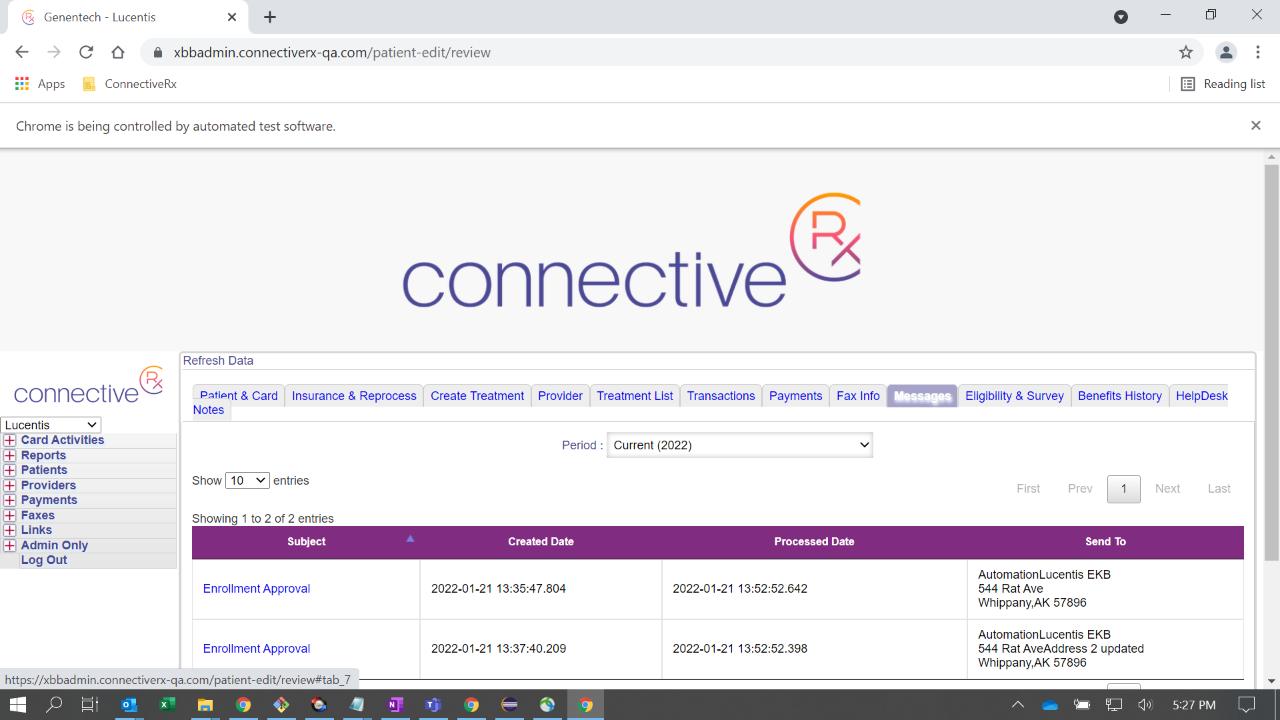 Genentech - Lucentis
xbbadmin.connectiverx-qa.com/patient-edit/review
Apps ConnectiveRx Reading list
Chrome is being controlled by automated test software.
connective Rx
connective Rx
Lucentis
Card Activities
Reports
Patients
Providers
Payments
Faxes
Links
Admin Only
Log Out
Refresh Data
Patient & Card Insurance & Reprocess Create Treatment Provider Treatment List Transactions Payments Fax Info Messages Eligibility & Survey Benefits History HelpDesk
Notes
Period : Current (2022)
Show 10 entries
First Prev 1 Next Last
Showing 1 to 2 of 2 entries
Subject Created Date Processed Date Send To
Enrollment Approval 2022-01-21 13:35:47.804 2022-01-21 13:52:52.642 AutomationLucentis EKB
544 Rat Ave
Whippany,AK 57896
Enrollment Approval 2022-01-21 13:37:40.209 2022-01-21 13:52:52.398 AutomationLucentis EKB
544 Rat AveAddress 2 updated
Whippany,AK 57896
https://xbbadmin.connectiverx-qa.com/patient-edit/review#tab_7
5:27 PM